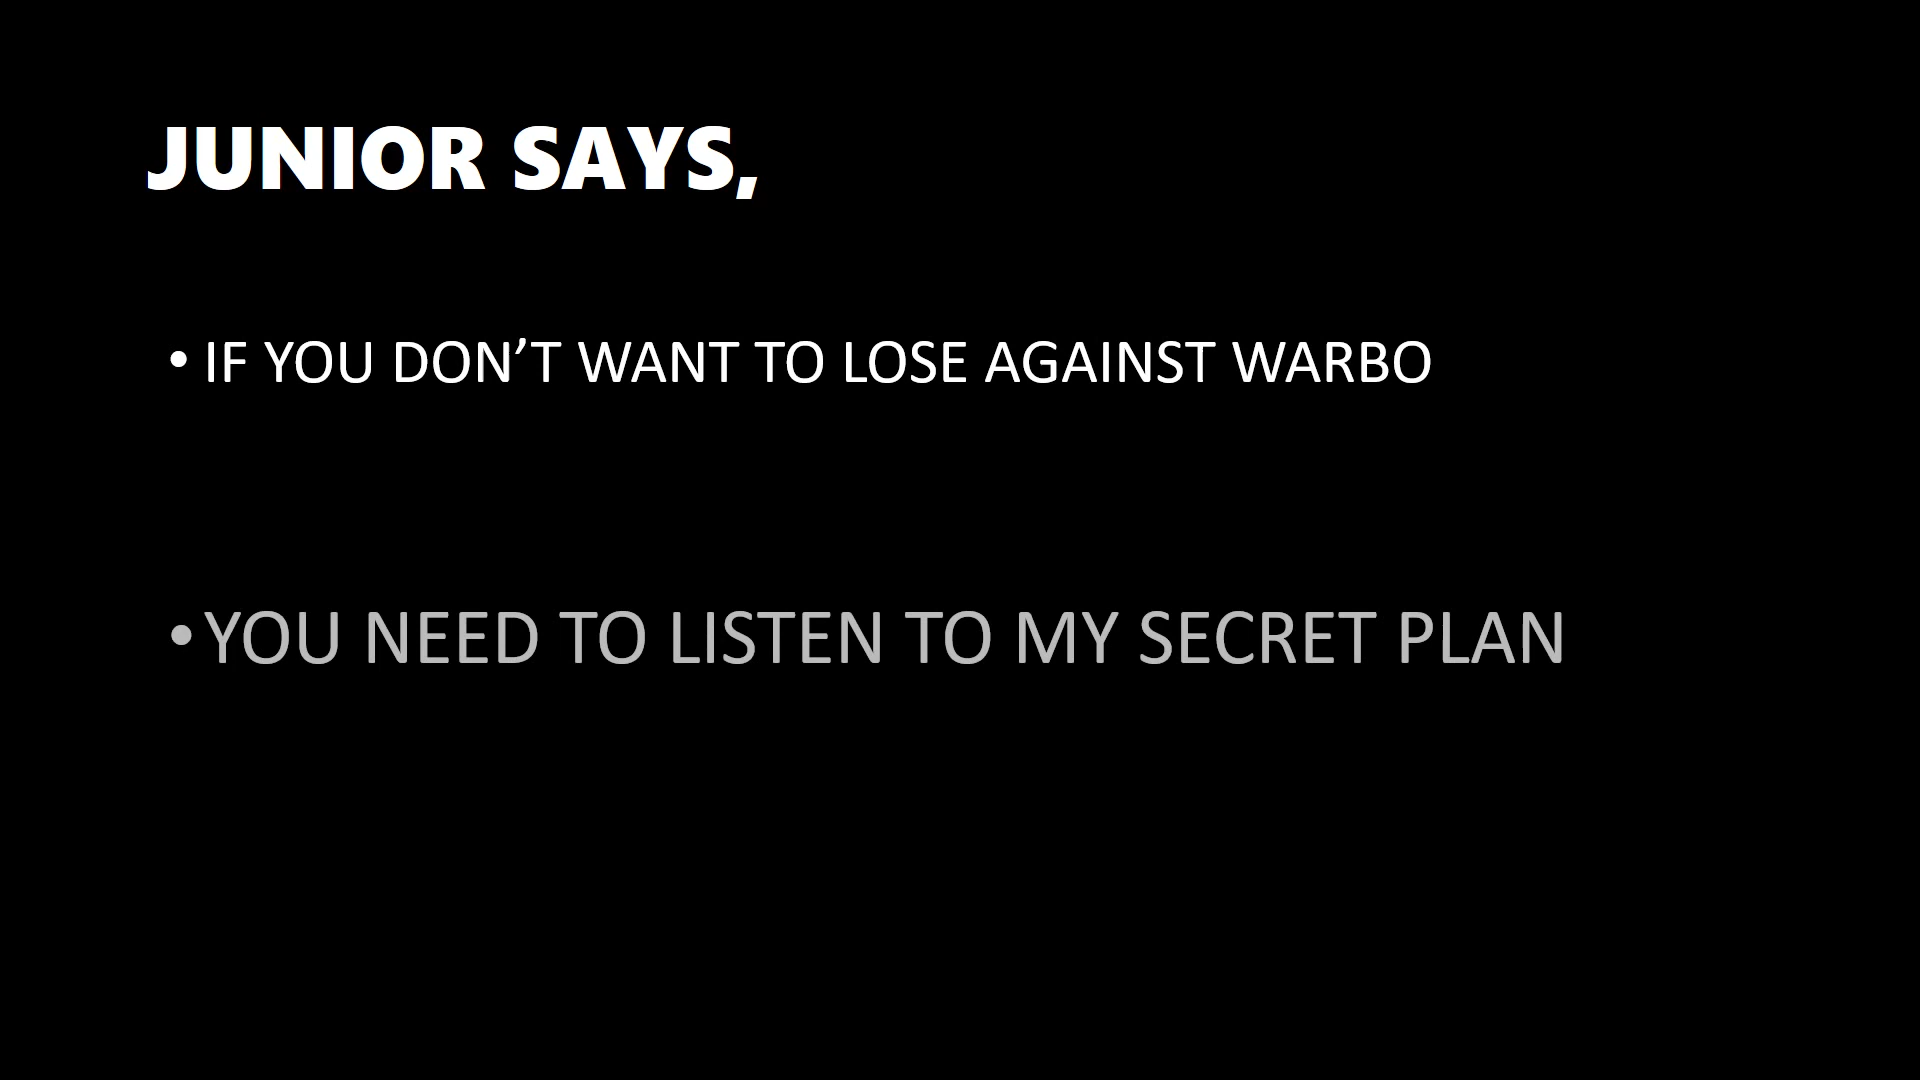 JUNIOR SAYS,
• IF YOU DON’T WANT TO LOSE AGAINST WARBO
• YOU NEED TO LISTEN TO MY SECRET PLAN